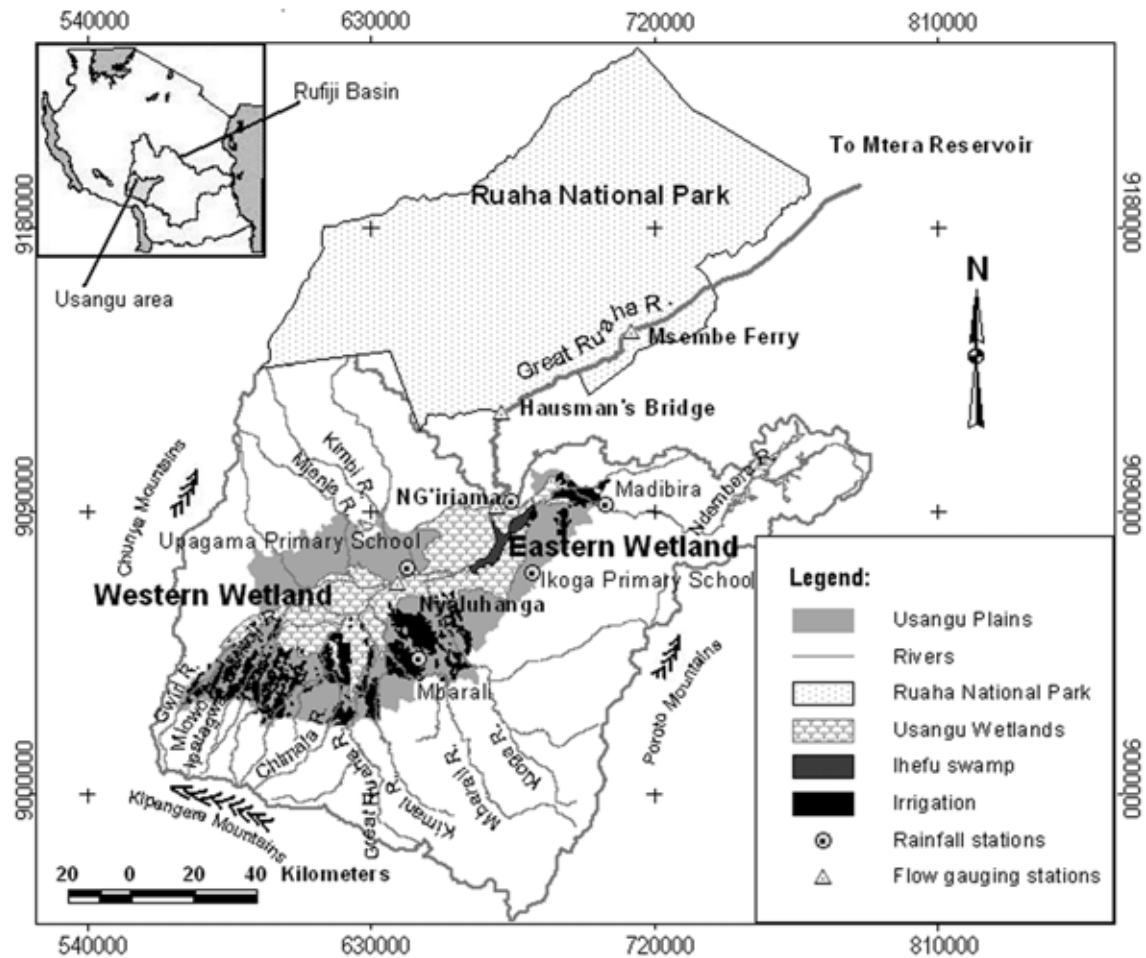 540000
630000
720000
810000
Rufiji Basin
Usangu area
To Mtera Reservoir
Ruaha National Park
9180000
9180000
N
Great Ruaha R.
Msembe Ferry
Hausman's Bridge
Chunya Mountains
Kimbi R.
Mjenje R.
NG'iriama
Madibira
Ndembera R.
9090000
9090000
Upagama Primary School
Eastern Wetland
Ikoga Primary School
Western Wetland
Nyaluhanga
Mbarali
Gwiri R.
Mlowo
Chimala R.
Great Ruaha R.
Kimani R.
Mbarali R.
Kioga R.
Poroto Mountains
Kipengere Mountains
9000000
9000000
20 0 20 40 Kilometers
Legend:
Usangu Plains
Rivers
Ruaha National Park
Usangu Wetlands
Ihefu swamp
Irrigation
Rainfall stations
Flow gauging stations
540000
630000
720000
810000